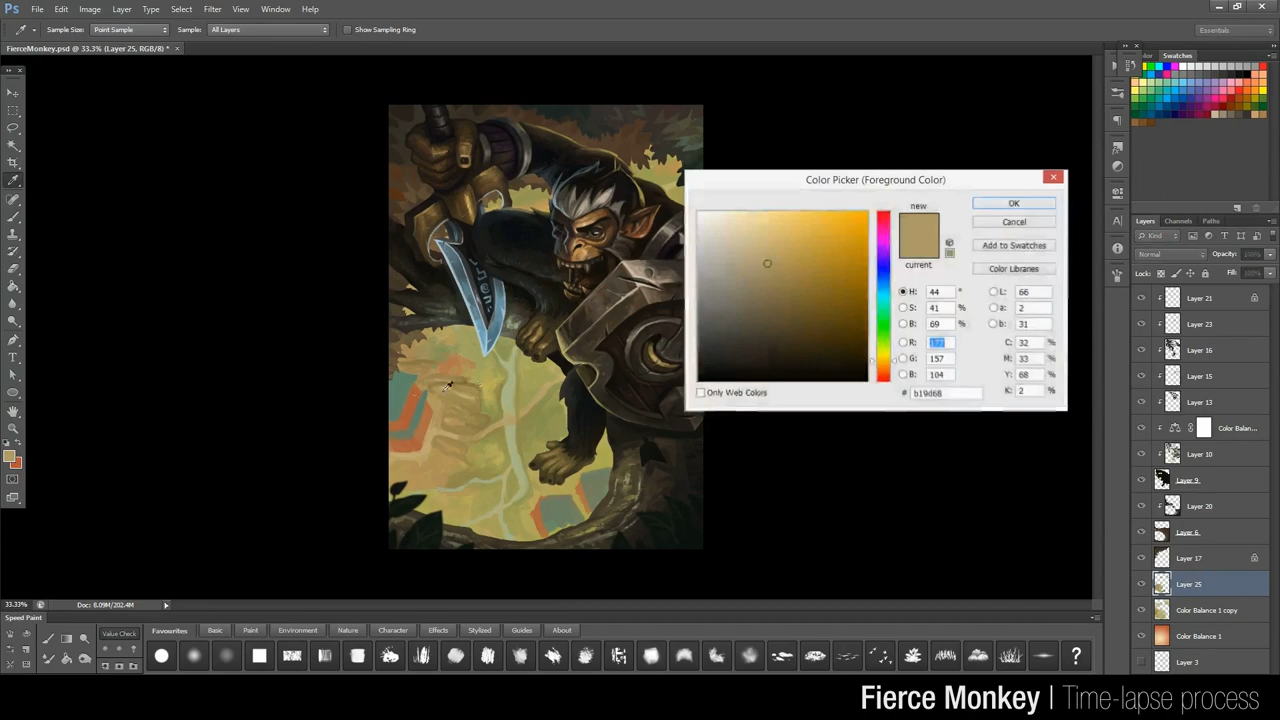 Ps File Edit Image Layer Type Select Filter View Window Help
Sample Size: Point Sample Sample: All Layers Show Sampling Ring Essentials
FierceMonkey.psd @ 33.3% (Layer 25, RGB/8) * ×
Swatches
Color Picker (Foreground Color)
new
current
OK
Cancel
Add to Swatches
Color Libraries
H: 44 ° L: 66
S: 41 % a: 2
B: 69 % b: 31
R: 177 C: 32 %
G: 157 M: 33 %
B: 104 Y: 68 %
# b19d68 K: 2 %
Only Web Colors
Layers Channels Paths
Kind
Normal Opacity:
Lock: Fill:
Layer 21
Layer 23
Layer 16
Layer 15
Layer 13
Color Balan...
Layer 10
Layer 9
Layer 20
Layer 6
Layer 17
Layer 25
Color Balance 1 copy
Color Balance 1
Layer 3
33.33% Doc: 8.09M/202.4M
Speed Paint
Value Check Favourites Basic Paint Environment Nature Character Effects Stylized Guides About
?
Fierce Monkey | Time-lapse process